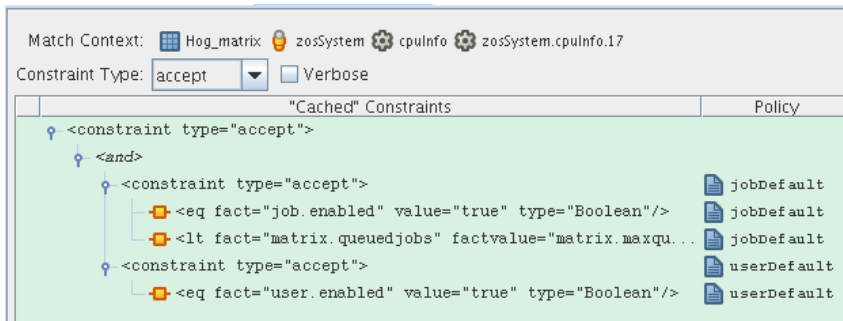 Match Context: Hog_matrix zosSystem cpuInfo zosSystem.cpuInfo.17
Constraint Type: accept Verbose
"Cached" Constraints Policy
<constraint type="accept">
<and>
<constraint type="accept"> jobDefault
<eq fact="job.enabled" value="true" type="Boolean"/> jobDefault
<lt fact="matrix.queuedjobs" factvalue="matrix.maxqu... jobDefault
<constraint type="accept"> userDefault
<eq fact="user.enabled" value="true" type="Boolean"/> userDefault